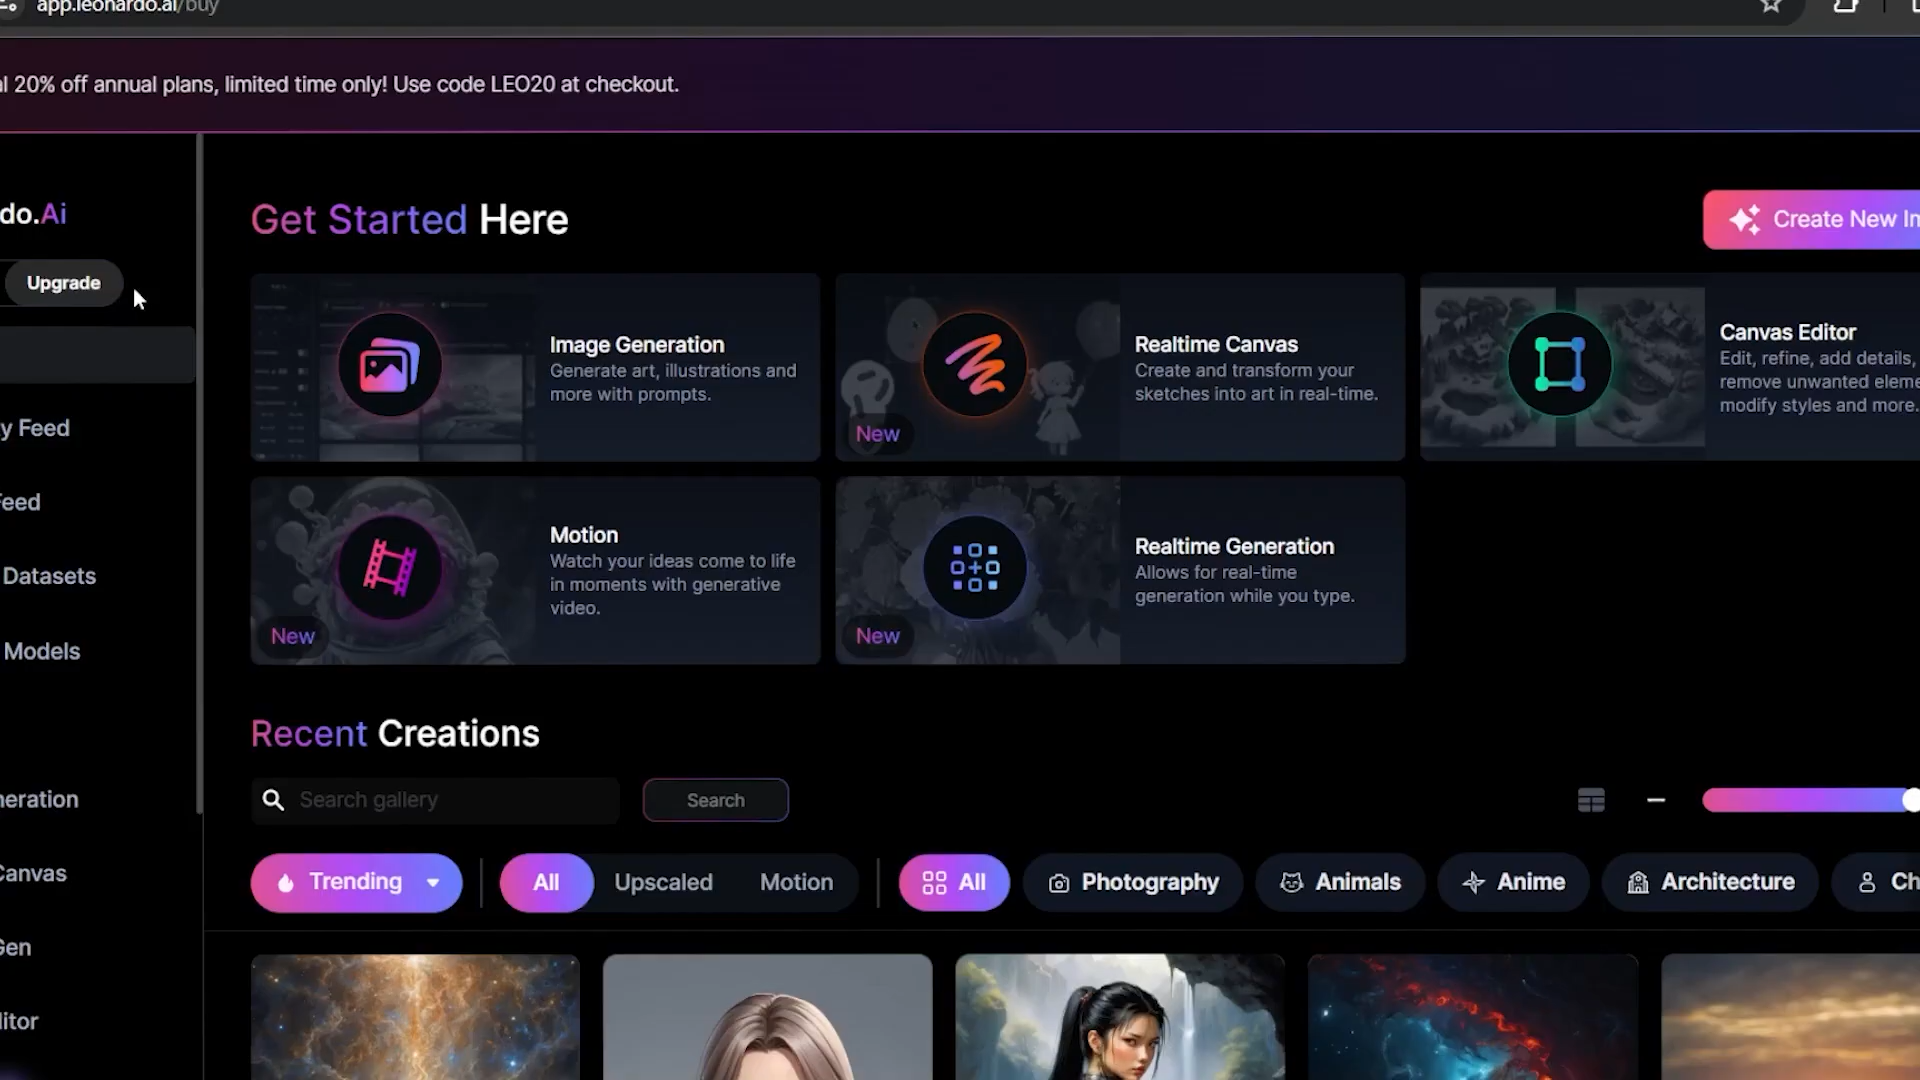 app.leonardo.ai/buy
al 20% off annual plans, limited time only! Use code LEO20 at checkout.
do.Ai
Upgrade
y Feed
Feed
Datasets
Models
neration
Canvas
Gen
litor
Get Started Here
Create New Im
Image Generation
Generate art, illustrations and
more with prompts.
Realtime Canvas
Create and transform your
sketches into art in real-time.
New
Canvas Editor
Edit, refine, add details,
remove unwanted eleme
modify styles and more.
Motion
Watch your ideas come to life
in moments with generative
video.
New
Realtime Generation
Allows for real-time
generation while you type.
New
Recent Creations
Search gallery
Search
Trending
All
Upscaled
Motion
All
Photography
Animals
Anime
Architecture
Ch